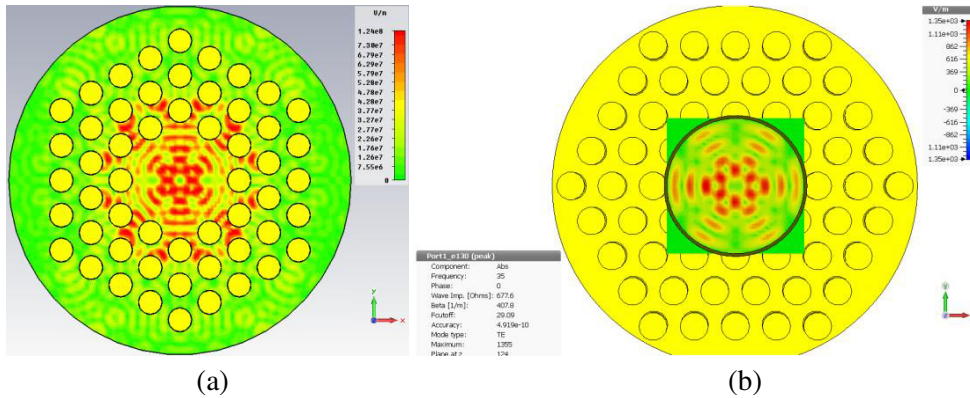 V/m
1.24e8
7.30e7
6.79e7
6.29e7
5.79e7
5.28e7
4.78e7
4.28e7
3.77e7
3.27e7
2.77e7
2.26e7
1.76e7
1.26e7
7.55e6
0
y
x
(a)
V/m
1.35e+03
1.11e+03
862
616
369
0
-369
-616
-862
1.11e+03
1.35e+03
Port1_e130 (peak)
Component: Abs
Frequency: 35
Phase: 0
Wave Imp. [Ohms]: 677.6
Beta [1/m]: 407.8
Fcutoff: 29.09
Accuracy: 4.919e-10
Mode type: TE
Maximum: 1355
Plane at z 124
(b)